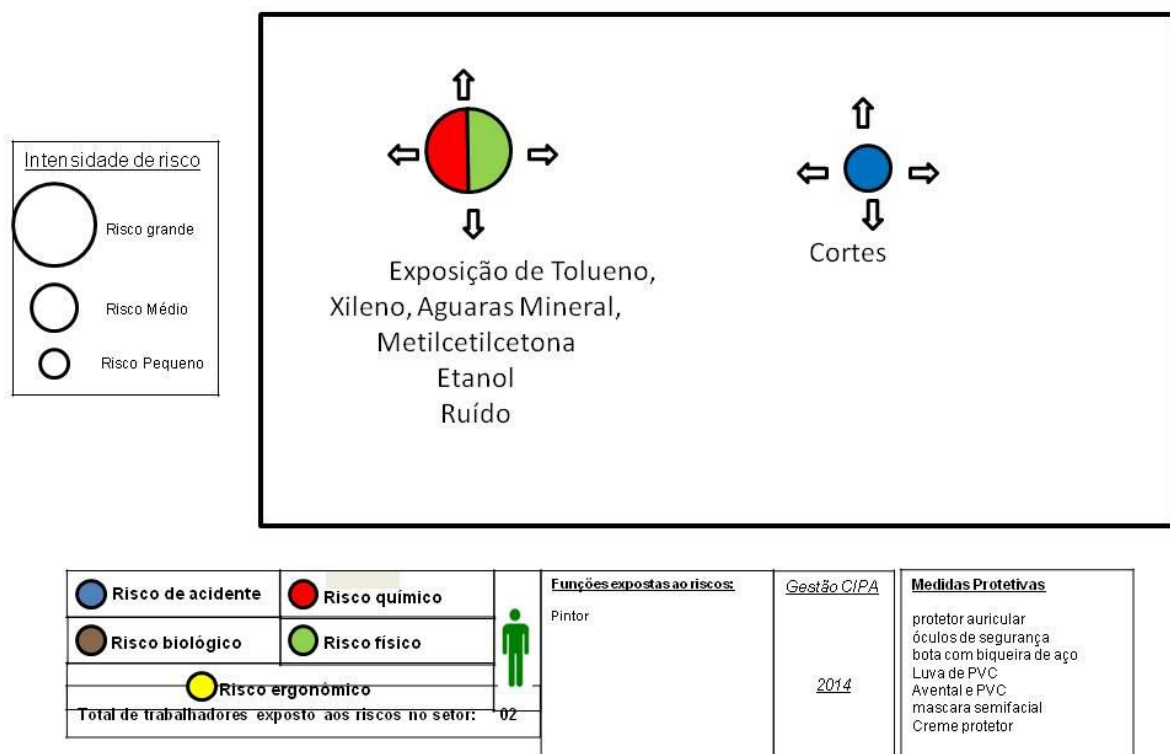 Intensidade de risco
Risco grande
Risco Médio
Risco Pequeno
Exposição de Tolueno,
Xileno, Aguaras Mineral,
Metilcetilcetona
Etanol
Ruído
Cortes
Risco de acidente
Risco químico
Risco biológico
Risco físico
Risco ergonómico
Total de trabalhadores exposto aos riscos no setor: 02
Funções expostas ao riscos:
Pintor
Gestão CIPA
2014
Medidas Protetivas
protetor auricular
óculos de segurança
bota com biqueira de aço
Luva de PVC
Avental e PVC
mascara semifacial
Creme protetor